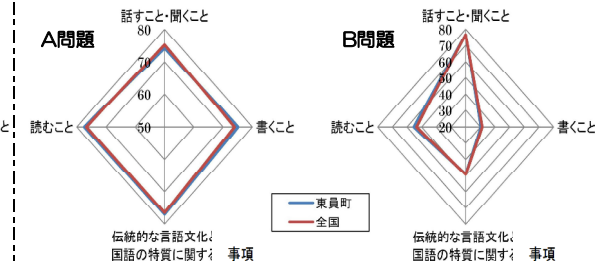 話すこと・聞くこと
A問題
80
70
60
50
読むこと
書くこと
伝統的な言語文化と
国語の特質に関する 事項
話すこと・聞くこと
B問題
80
70
60
50
40
30
20
読むこと
書くこと
伝統的な言語文化と
国語の特質に関する 事項
東員町
全国
と